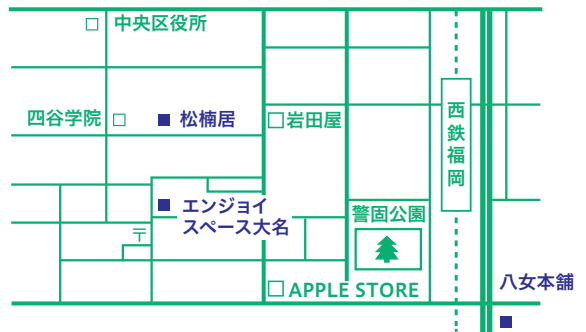 中央区役所
四谷学院
松楠居
岩田屋
西鉄福岡
エンジョイ
スペース大名
警固公園
〒
APPLE STORE
八女本舗